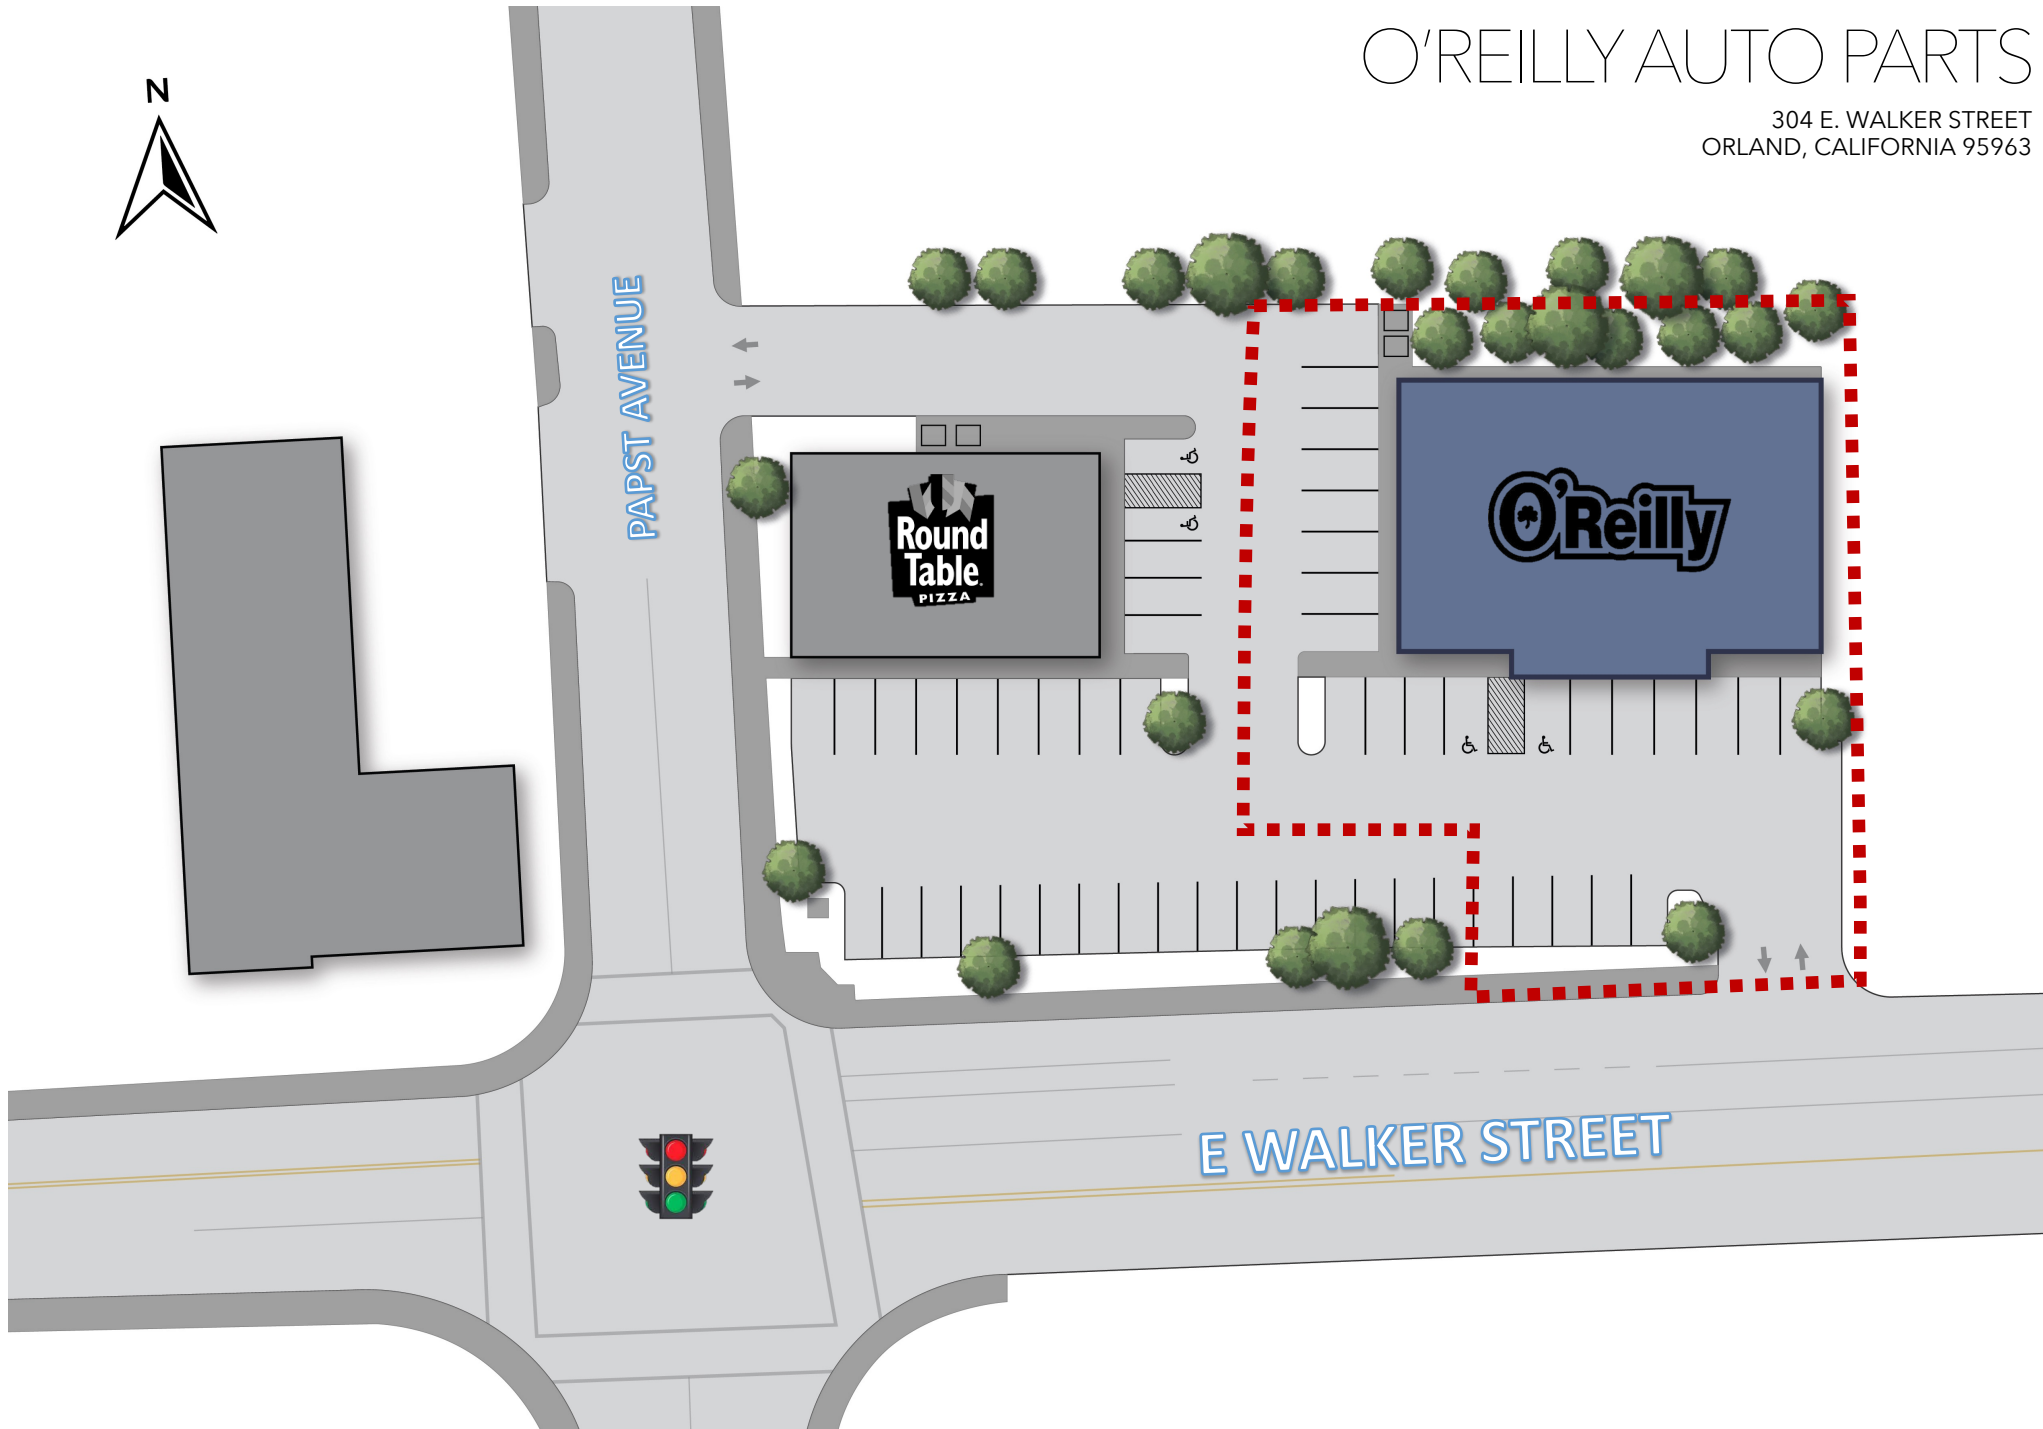 O'REILLY AUTO PARTS
304 E. WALKER STREET
ORLAND, CALIFORNIA 95963
N
PAPST AVENUE
Round
Table
PIZZA
O'Reilly
E WALKER STREET